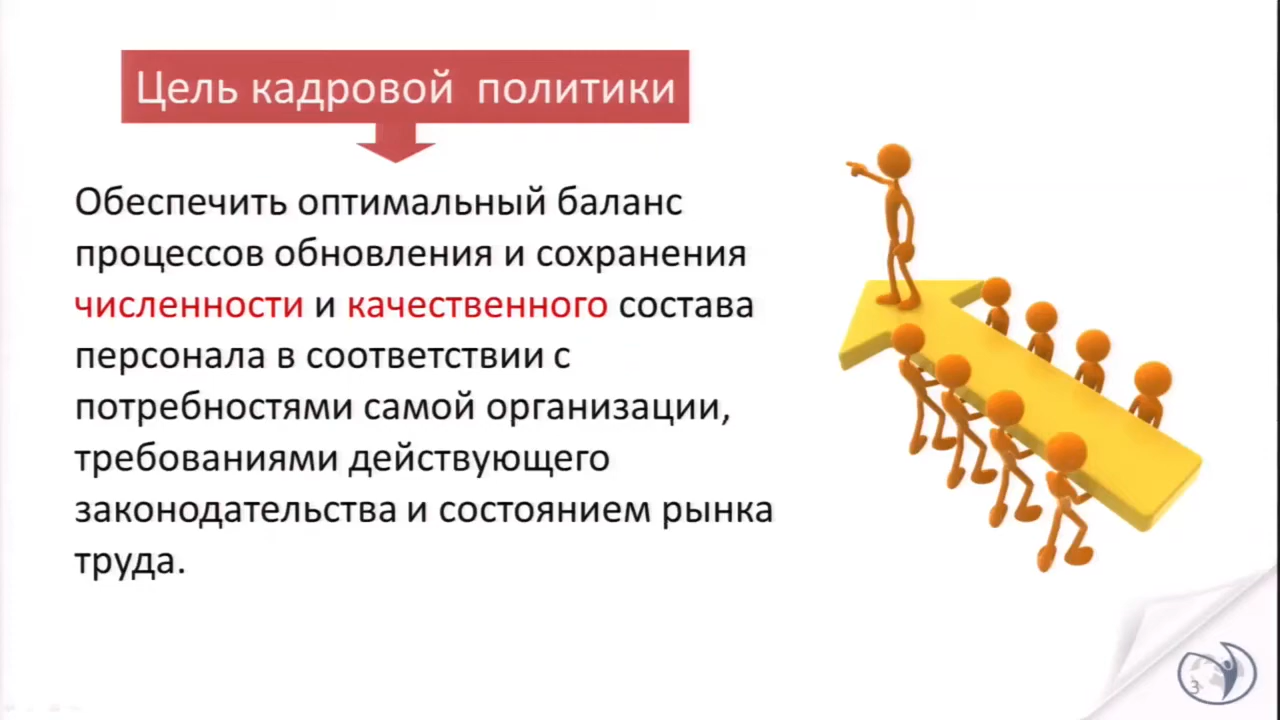 Цель кадровой политики
Обеспечить оптимальный баланс
процессов обновления и сохранения
численности и качественного состава
персонала в соответствии с
потребностями самой организации,
требованиями действующего
законодательства и состоянием рынка
труда.
3